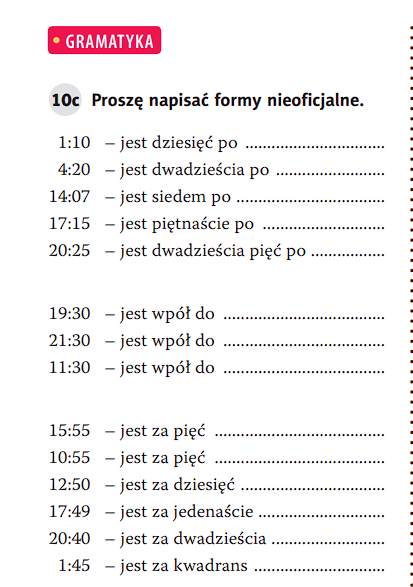 • GRAMATYKA
10c Proszę napisać formy nieoficjalne.
1:10 – jest dziesięć po ................................
4:20 – jest dwadzieścia po .........................
14:07 – jest siedem po ..................................
17:15 – jest piętnaście po ............................
20:25 – jest dwadzieścia pięć po .................
19:30 – jest wpół do .....................................
21:30 – jest wpół do .....................................
11:30 – jest wpół do .....................................
15:55 – jest za pięć .......................................
10:55 – jest za pięć .......................................
12:50 – jest za dziesięć .................................
17:49 – jest za jedenaście .............................
20:40 – jest za dwadzieścia ..........................
1:45 – jest za kwadrans ..............................